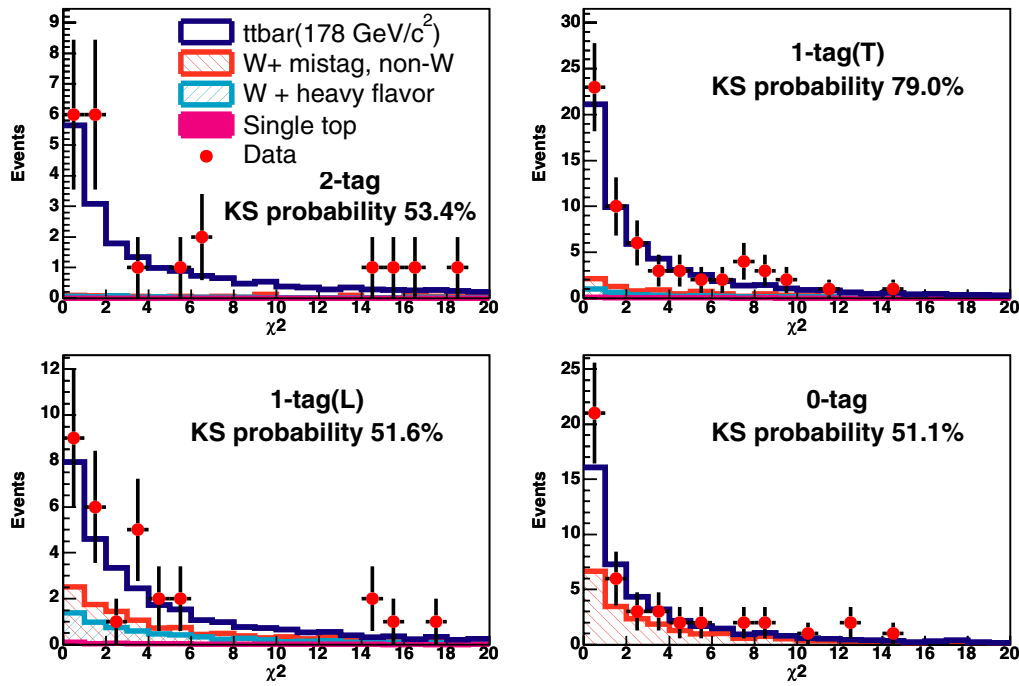 9
8
7
6
5
4
3
2
1
0
Events
ttbar(178 GeV/c²)
W+ mistag, non-W
W + heavy flavor
Single top
Data
2-tag
KS probability 53.4%
0 2 4 6 8 10 12 14 16 18 20
χ2
30
25
20
15
10
5
0
Events
1-tag(T)
KS probability 79.0%
0 2 4 6 8 10 12 14 16 18 20
χ2
12
10
8
6
4
2
0
Events
1-tag(L)
KS probability 51.6%
0 2 4 6 8 10 12 14 16 18 20
χ2
25
20
15
10
5
0
Events
0-tag
KS probability 51.1%
0 2 4 6 8 10 12 14 16 18 20
χ2